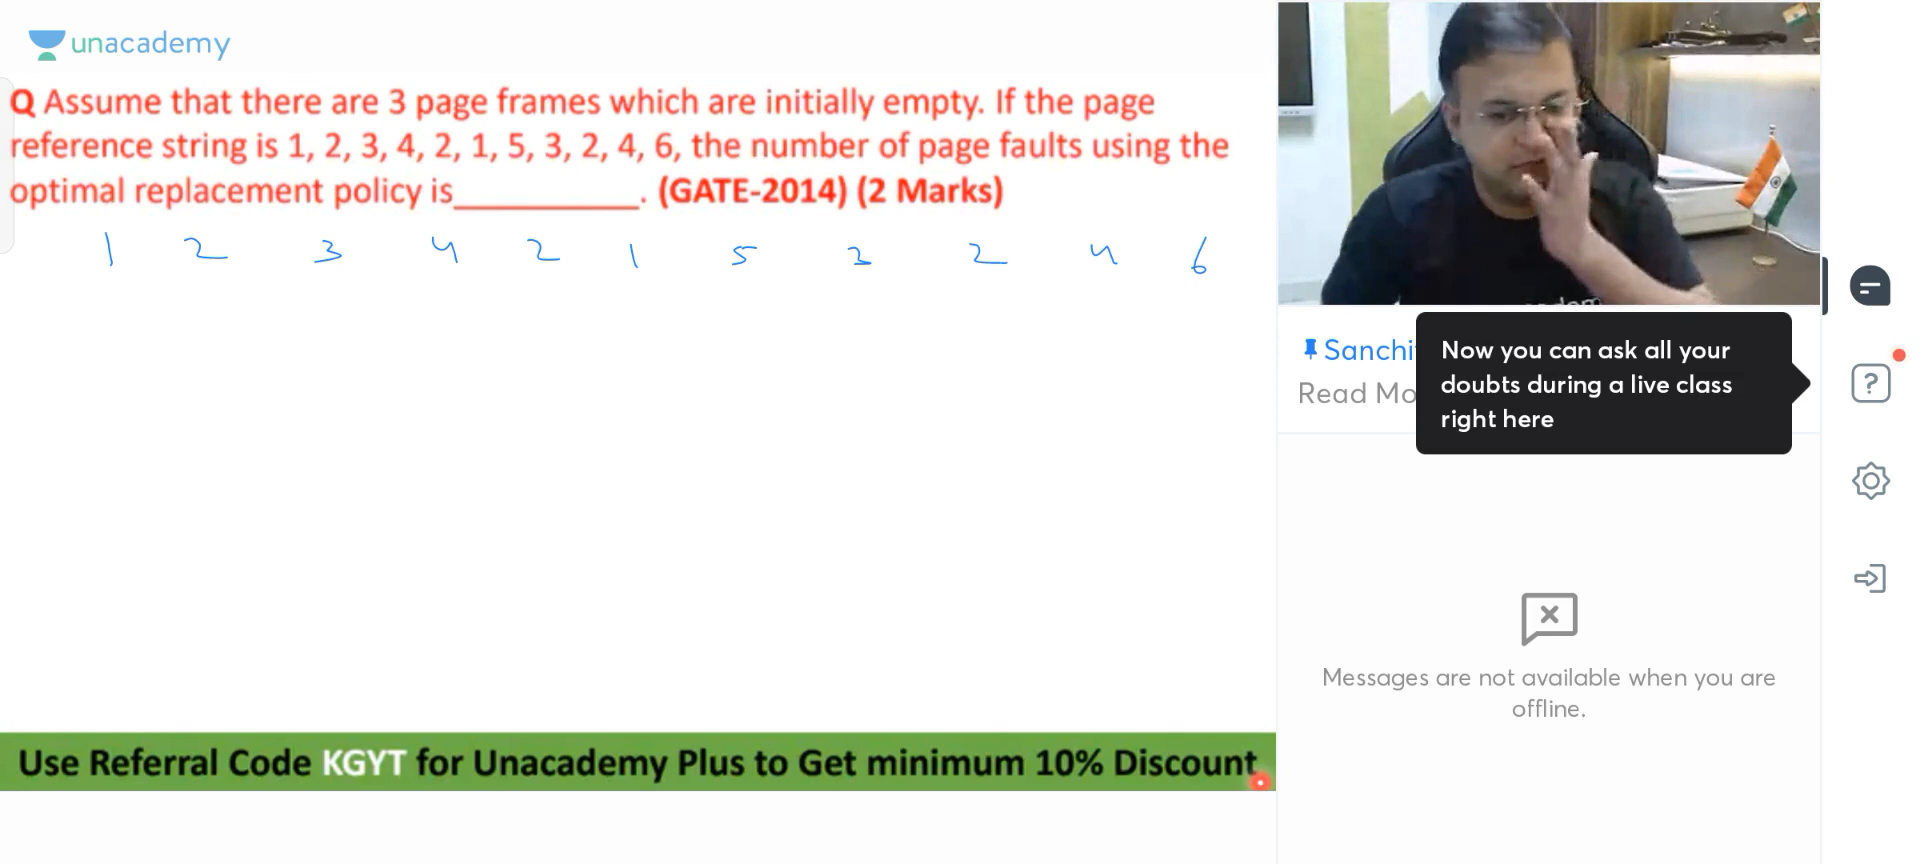 unacademy
Q Assume that there are 3 page frames which are initially empty. If the page
reference string is 1, 2, 3, 4, 2, 1, 5, 3, 2, 4, 6, the number of page faults using the
optimal replacement policy is__________. (GATE-2014) (2 Marks)
1 2 3 4 2 1 5 3 2 4 6
Use Referral Code KGYT for Unacademy Plus to Get minimum 10% Discount
Sanchi
Read Mo
Now you can ask all your
doubts during a live class
right here
?
Messages are not available when you are
offline.